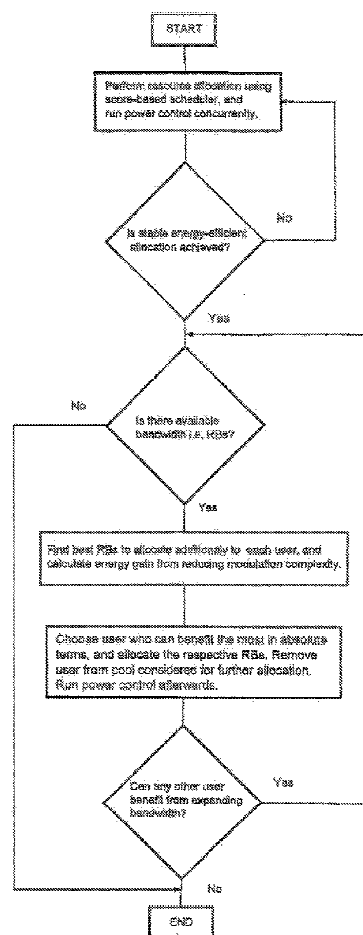 START
Perform resource allocation using
score-based scheduler, and
run power control concurrently.
No
Is stable energy-efficient
allocation achieved?
Yes
No
Is there available
bandwidth i.e, RBs?
Yes
Find best RBs to allocate additionaly to each user, and
calculate energy gain from reducing modulation complexity.
Choose user who can benefit the most in absolute
terms, and allocate the respective RBs. Remove
user from pool considered for further allocation.
Run power control afterwards.
Can any other user
benefit from expanding
bandwidth?
Yes
No
END